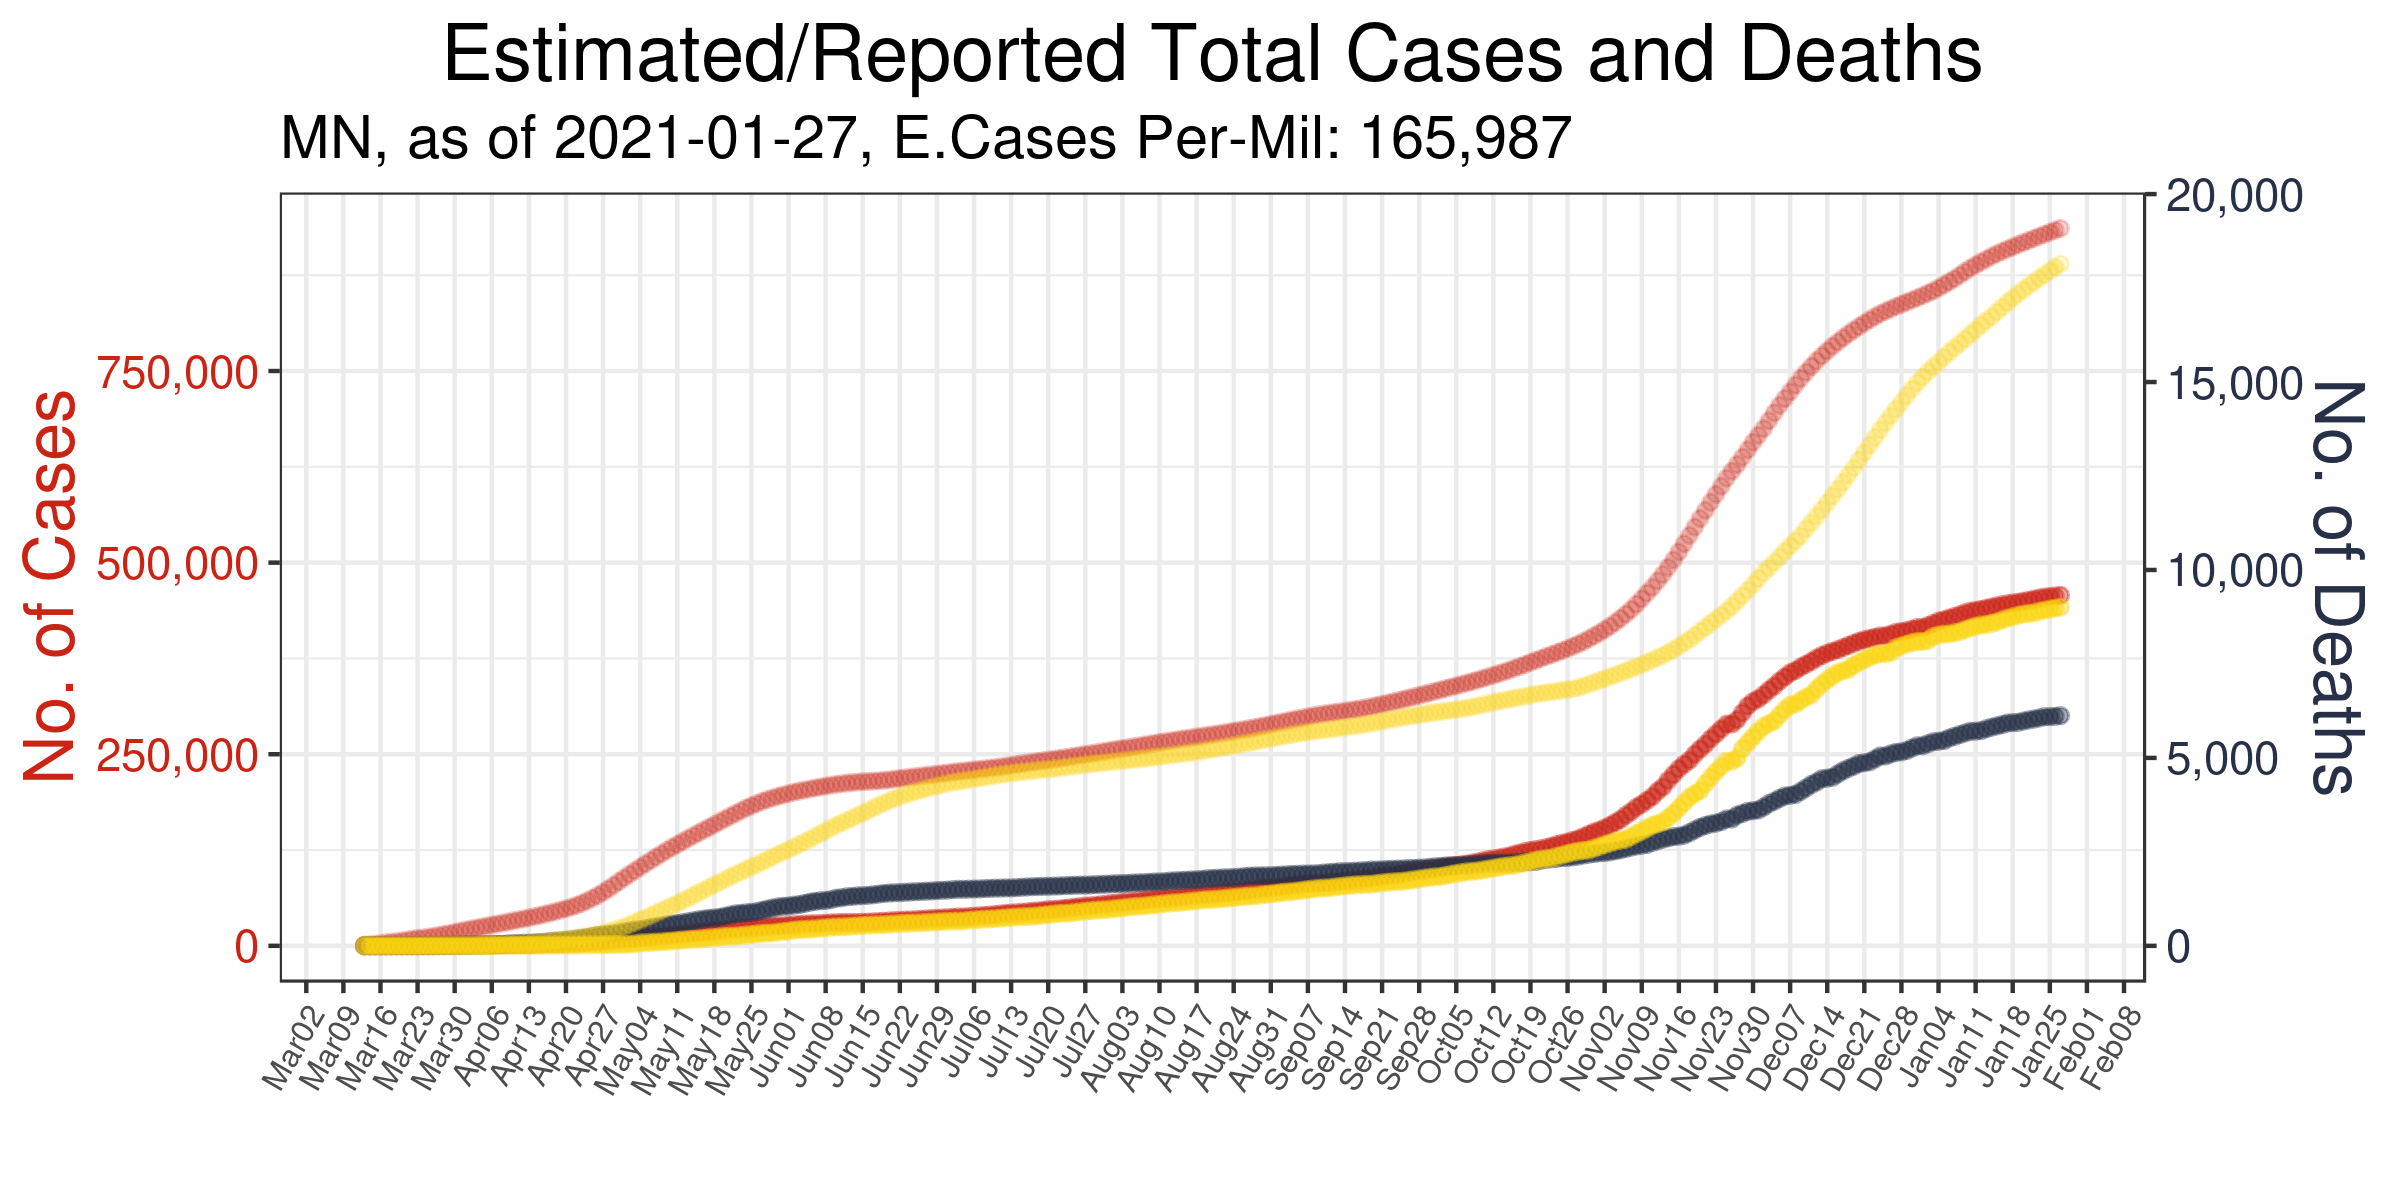 Estimated/Reported Total Cases and Deaths
MN, as of 2021-01-27, E.Cases Per-Mil: 165,987
No. of Cases
750,000
500,000
250,000
0
20,000
15,000
10,000
5,000
0
No. of Deaths
Mar02
Mar09
Mar16
Mar23
Mar30
Apr06
Apr13
Apr20
Apr27
May04
May11
May18
May25
Jun01
Jun08
Jun15
Jun22
Jun29
Jul06
Jul13
Jul20
Jul27
Aug03
Aug10
Aug17
Aug24
Aug31
Sep07
Sep14
Sep21
Sep28
Oct05
Oct12
Oct19
Oct26
Nov02
Nov09
Nov16
Nov23
Nov30
Dec07
Dec14
Dec21
Dec28
Jan04
Jan11
Jan18
Jan25
Feb01
Feb08